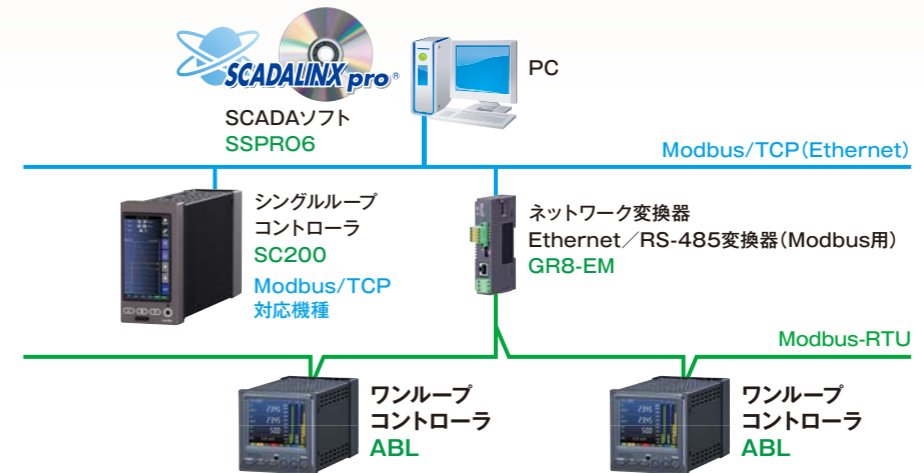 SCADALINX pro®
SCADAソフト
SSPRO6
PC
Modbus/TCP(Ethernet)
シングルループ
コントローラ
SC200
Modbus/TCP
対応機種
ネットワーク変換器
Ethernet／RS-485変換器(Modbus用)
GR8-EM
Modbus-RTU
ワンループ
コントローラ
ABL
ワンループ
コントローラ
ABL